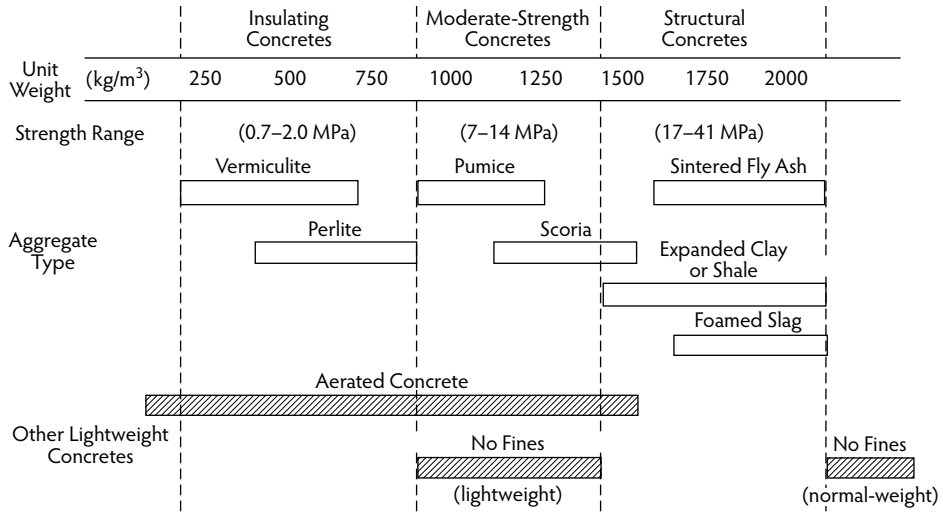 Insulating
Concretes
Moderate-Strength
Concretes
Structural
Concretes
Unit
Weight
(kg/m³) 250 500 750 1000 1250 1500 1750 2000
Strength Range (0.7–2.0 MPa) (7–14 MPa) (17–41 MPa)
Vermiculite Pumice Sintered Fly Ash
Aggregate
Type
Perlite Scoria
Expanded Clay
or Shale
Foamed Slag
Aerated Concrete
Other Lightweight
Concretes
No Fines
(lightweight)
No Fines
(normal-weight)